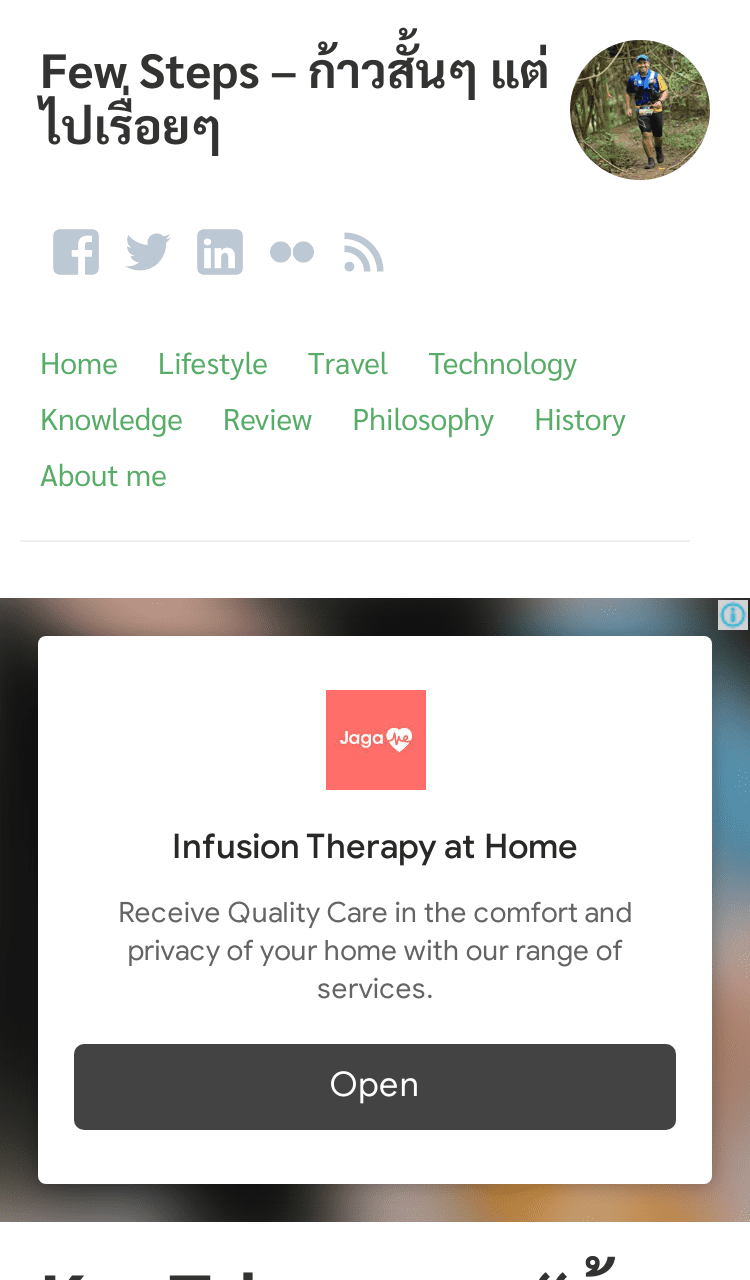 Few Steps – ก้าวสั้นๆ แต่
ไปเรื่อยๆ
Home Lifestyle Travel Technology
Knowledge Review Philosophy History
About me
Jaga me
Infusion Therapy at Home
Receive Quality Care in the comfort and
privacy of your home with our range of
services.
Open